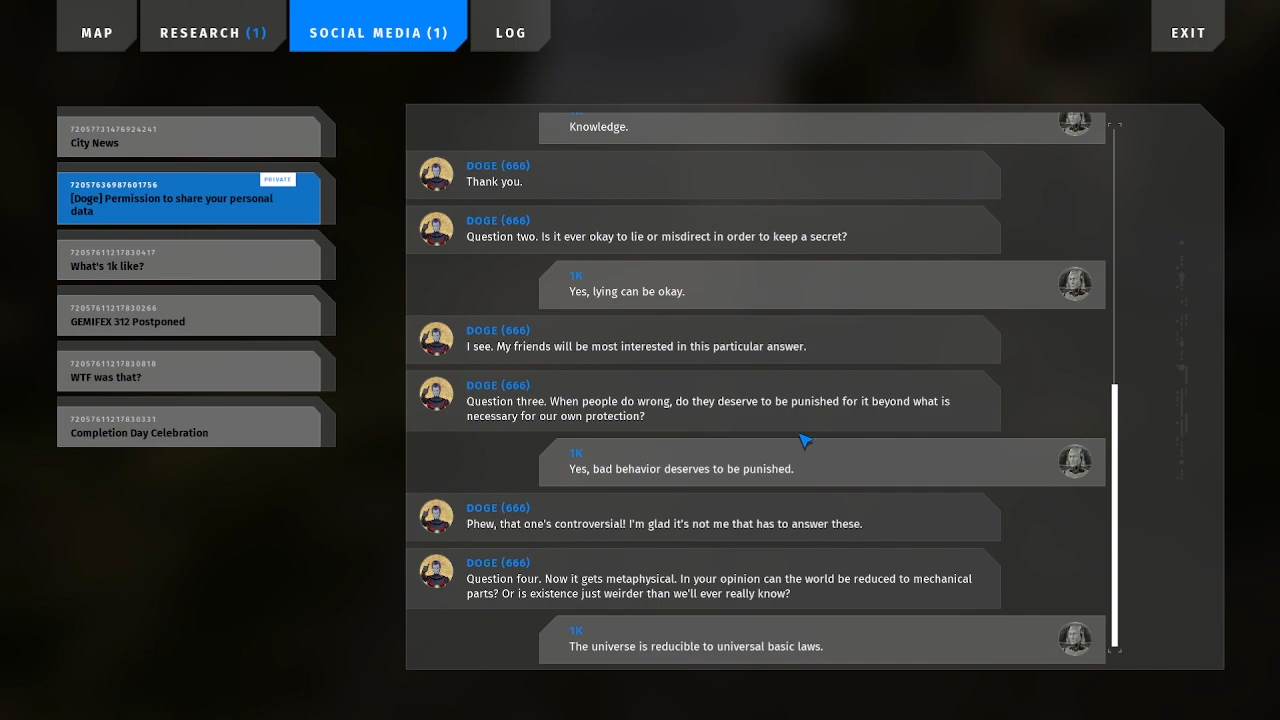 MAP
RESEARCH (1)
SOCIAL MEDIA (1)
LOG
EXIT
72057731476924241
City News
72057636987601756
PRIVATE
[Doge] Permission to share your personal
data
72057611217830417
What's 1k like?
72057611217830266
GEMIFEX 312 Postponed
72057611217830818
WTF was that?
72057611217830331
Completion Day Celebration
Knowledge.
DOGE (666)
Thank you.
DOGE (666)
Question two. Is it ever okay to lie or misdirect in order to keep a secret?
1K
Yes, lying can be okay.
DOGE (666)
I see. My friends will be most interested in this particular answer.
DOGE (666)
Question three. When people do wrong, do they deserve to be punished for it beyond what is
necessary for our own protection?
1K
Yes, bad behavior deserves to be punished.
DOGE (666)
Phew, that one's controversial! I'm glad it's not me that has to answer these.
DOGE (666)
Question four. Now it gets metaphysical. In your opinion can the world be reduced to mechanical
parts? Or is existence just weirder than we'll ever really know?
1K
The universe is reducible to universal basic laws.